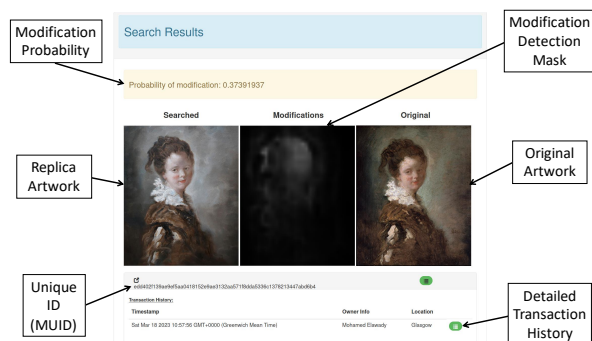 Modification
Probability
Search Results
Modification
Detection
Mask
Probability of modification: 0.37391937
Searched
Modifications
Original
Replica
Artwork
Original
Artwork
Unique
ID
(MUID)
Transaction History:
Timestamp
Owner Info
Location
Sat Mar 18 2023 10:57:56 GMT+0000 (Greenwich Mean Time)
Mohamed Elawady
Glasgow
Detailed
Transaction
History